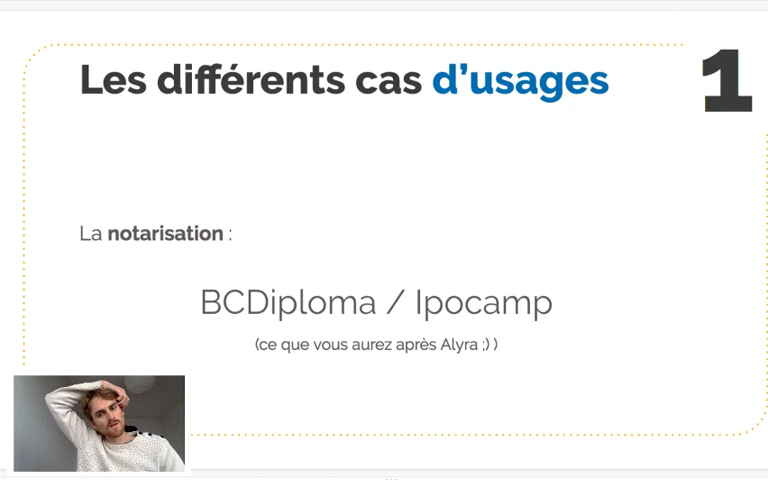 Les différents cas d’usages
1
La notarisation :
BCDiploma / Ipocamp
(ce que vous aurez après Alyra ;) )